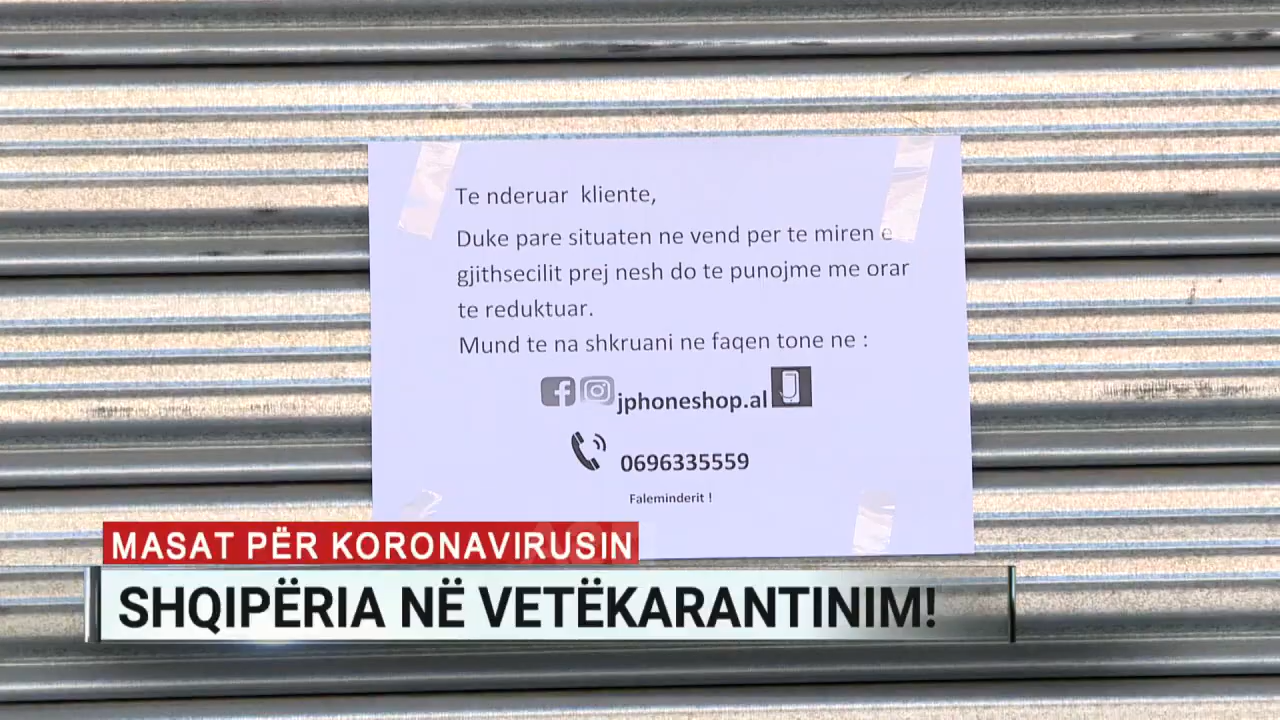 Te nderuar kliente,
Duke pare situaten ne vend per te miren e
gjithsecilit prej nesh do te punojme me orar
te reduktuar.
Mund te na shkruani ne faqen tone ne :
jphoneshop.al
0696335559
Faleminderit !
MASAT PËR KORONAVIRUSIN
SHQIPËRIA NË VETËKARANTINIM!